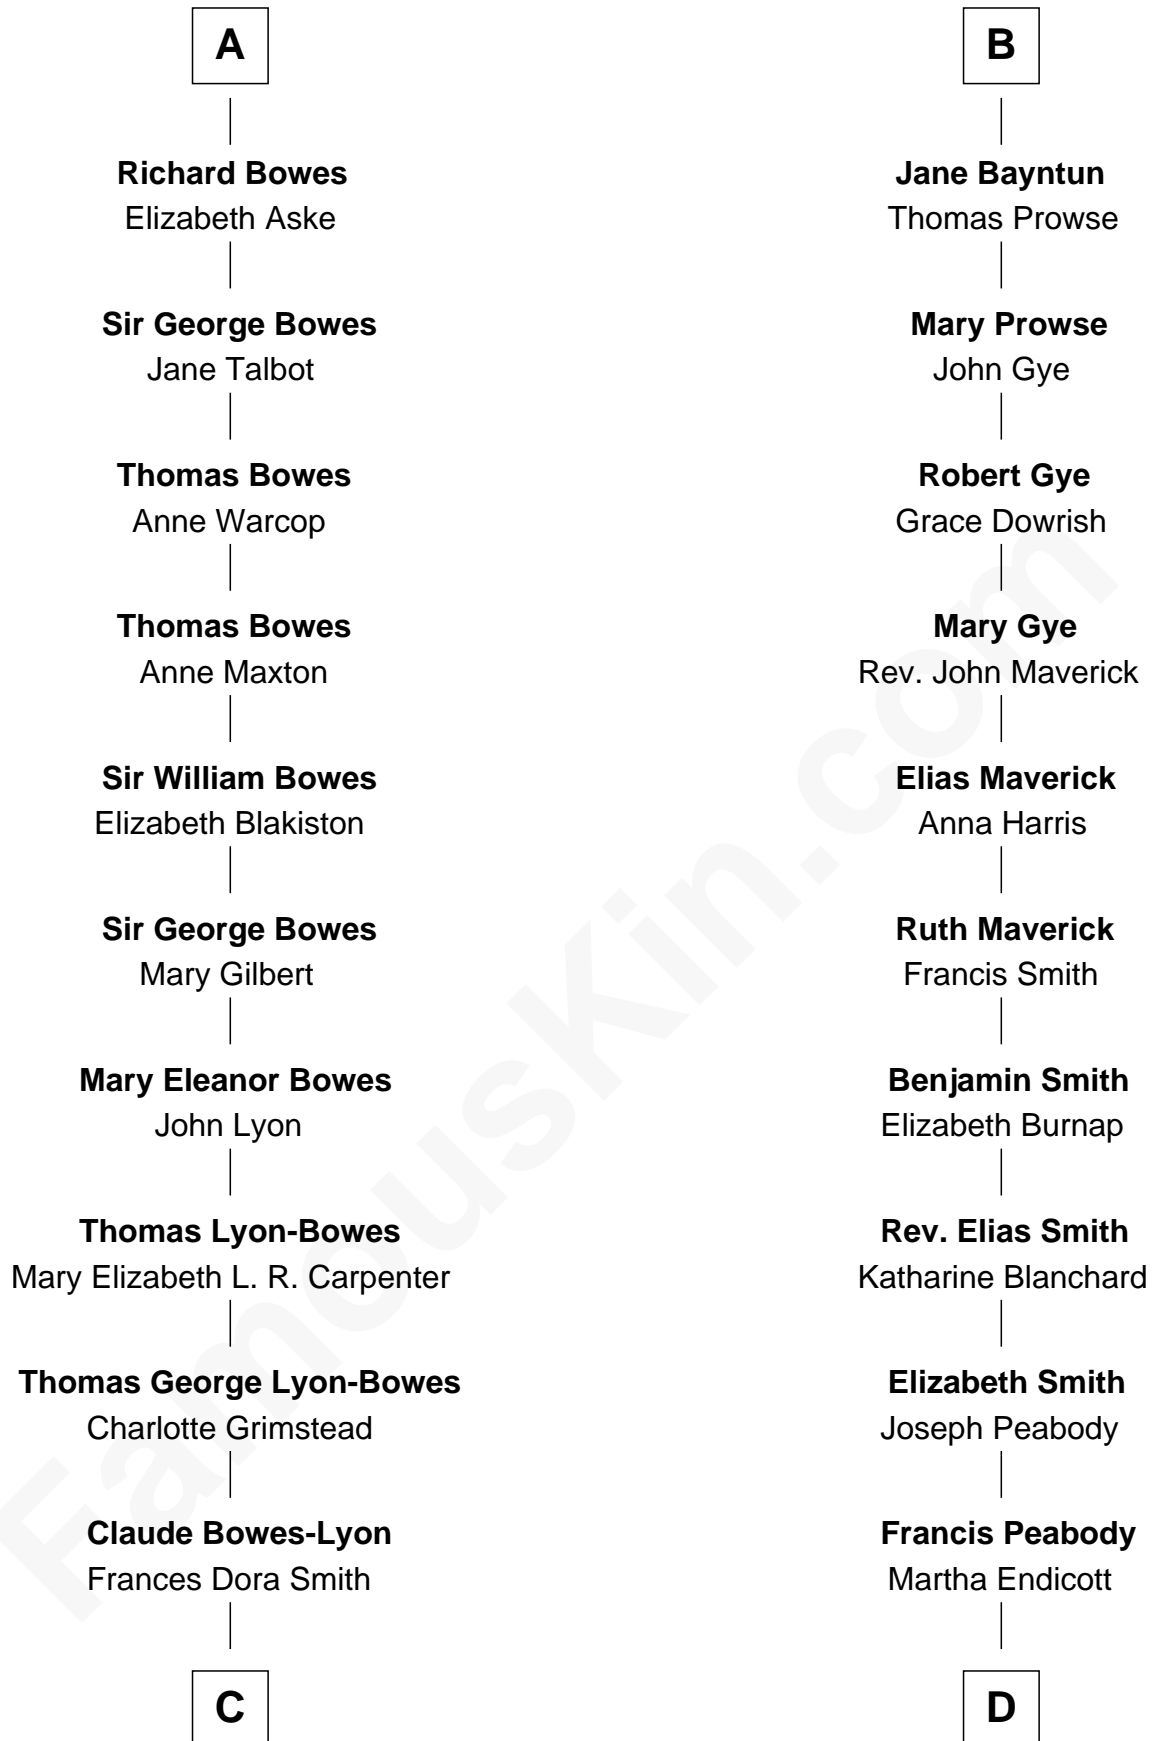 A
Richard Bowes
Elizabeth Aske
Sir George Bowes
Jane Talbot
Thomas Bowes
Anne Warcop
Thomas Bowes
Anne Maxton
Sir William Bowes
Elizabeth Blakiston
Sir George Bowes
Mary Gilbert
Mary Eleanor Bowes
John Lyon
Thomas Lyon-Bowes
Mary Elizabeth L. R. Carpenter
Thomas George Lyon-Bowes
Charlotte Grimstead
Claude Bowes-Lyon
Frances Dora Smith
C
B
Jane Bayntun
Thomas Prowse
Mary Prowse
John Gye
Robert Gye
Grace Dowrish
Mary Gye
Rev. John Maverick
Elias Maverick
Anna Harris
Ruth Maverick
Francis Smith
Benjamin Smith
Elizabeth Burnap
Rev. Elias Smith
Katharine Blanchard
Elizabeth Smith
Joseph Peabody
Francis Peabody
Martha Endicott
D
FamousKin.com